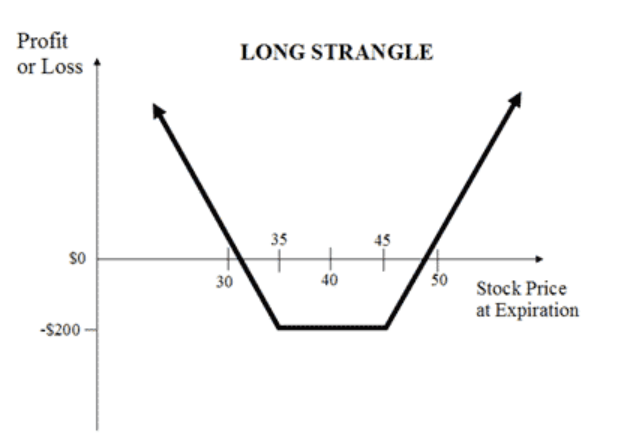 Profit
or Loss
LONG STRANGLE
35
45
$0
30
40
50
Stock Price
at Expiration
-$200